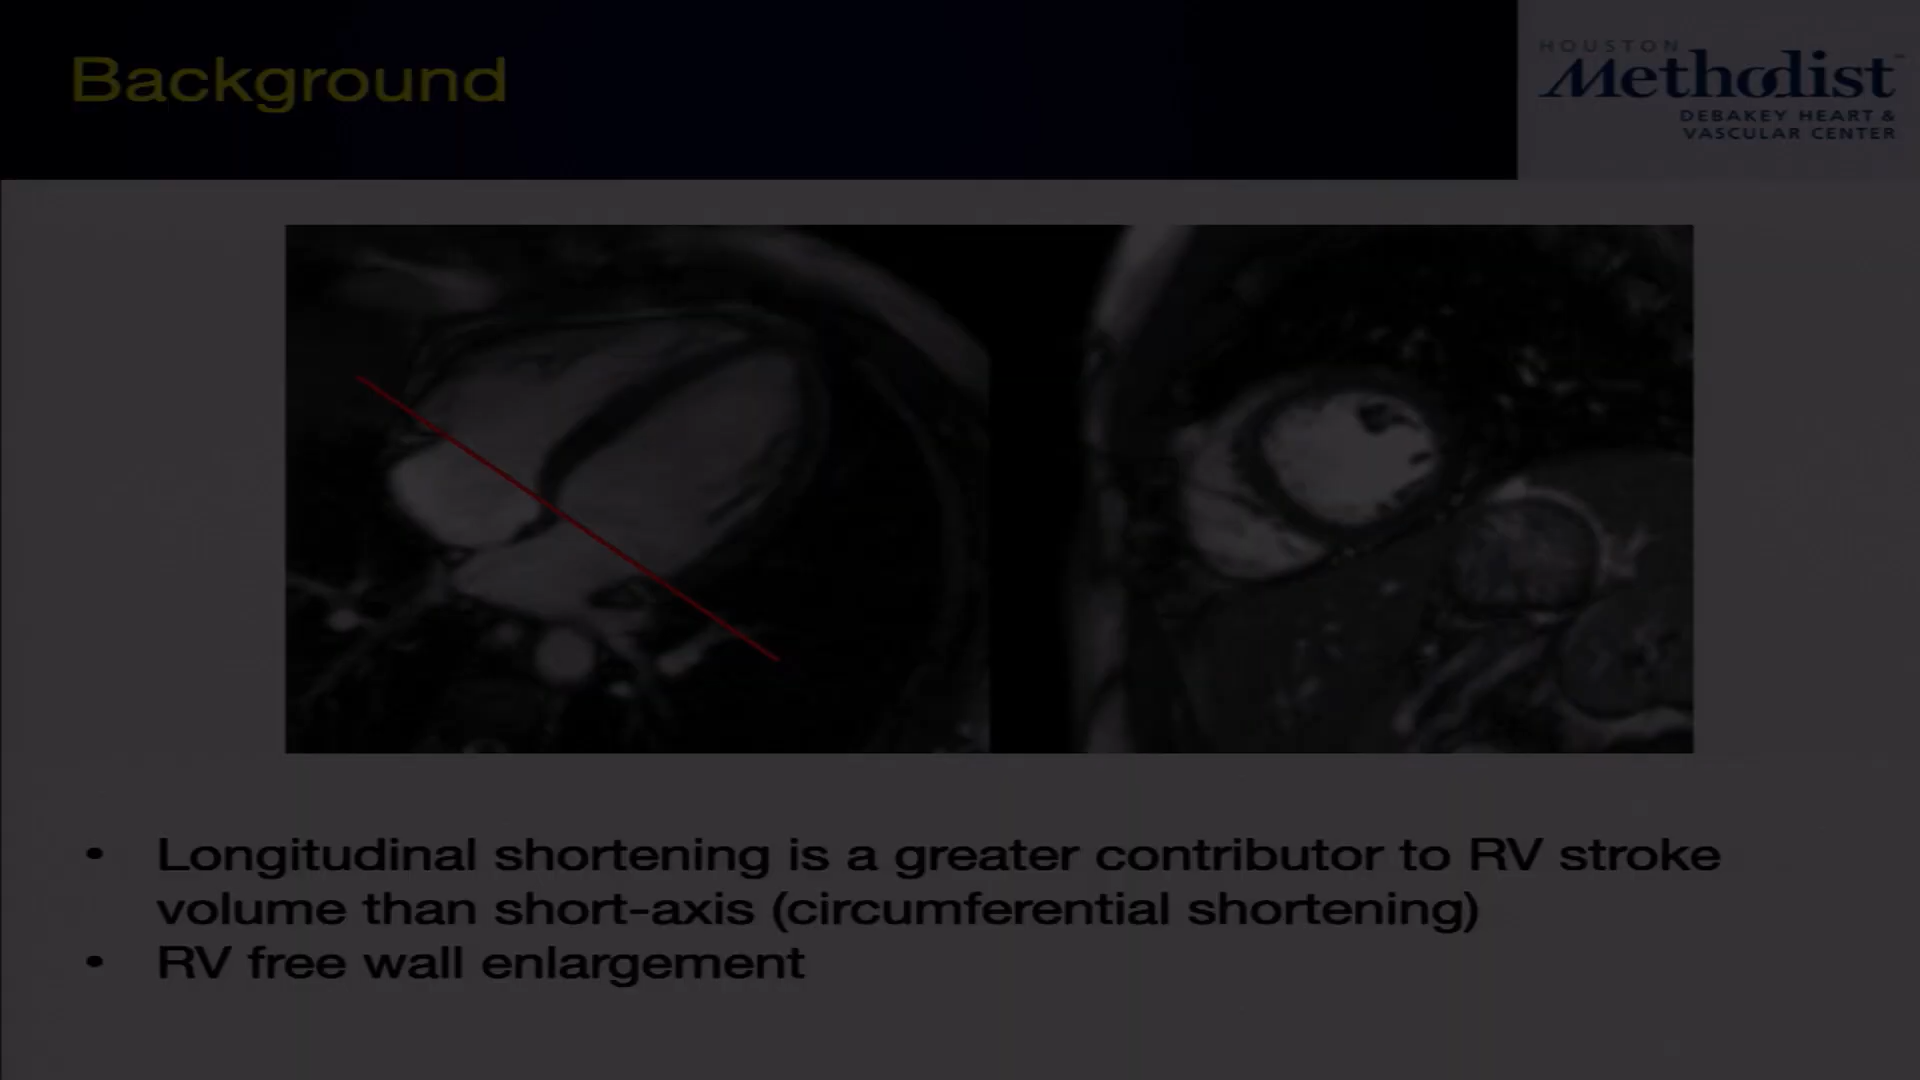 Background
HOUSTON
Methodist
DEBAKEY HEART &
VASCULAR CENTER
• Longitudinal shortening is a greater contributor to RV stroke
volume than short-axis (circumferential shortening)
• RV free wall enlargement